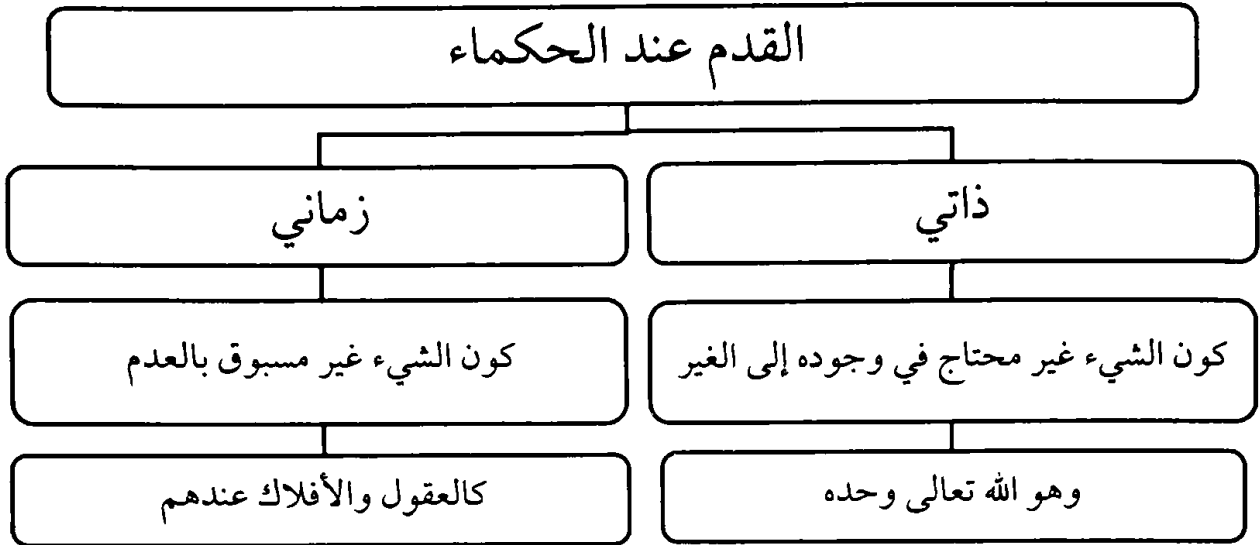 القدم عند الحكماء
ذاتي
زماني
كون الشيء غير محتاج في وجوده إلى الغير
كون الشيء غير مسبوق بالعدم
وهو الله تعالى وحده
كالعقول والأفلاك عندهم